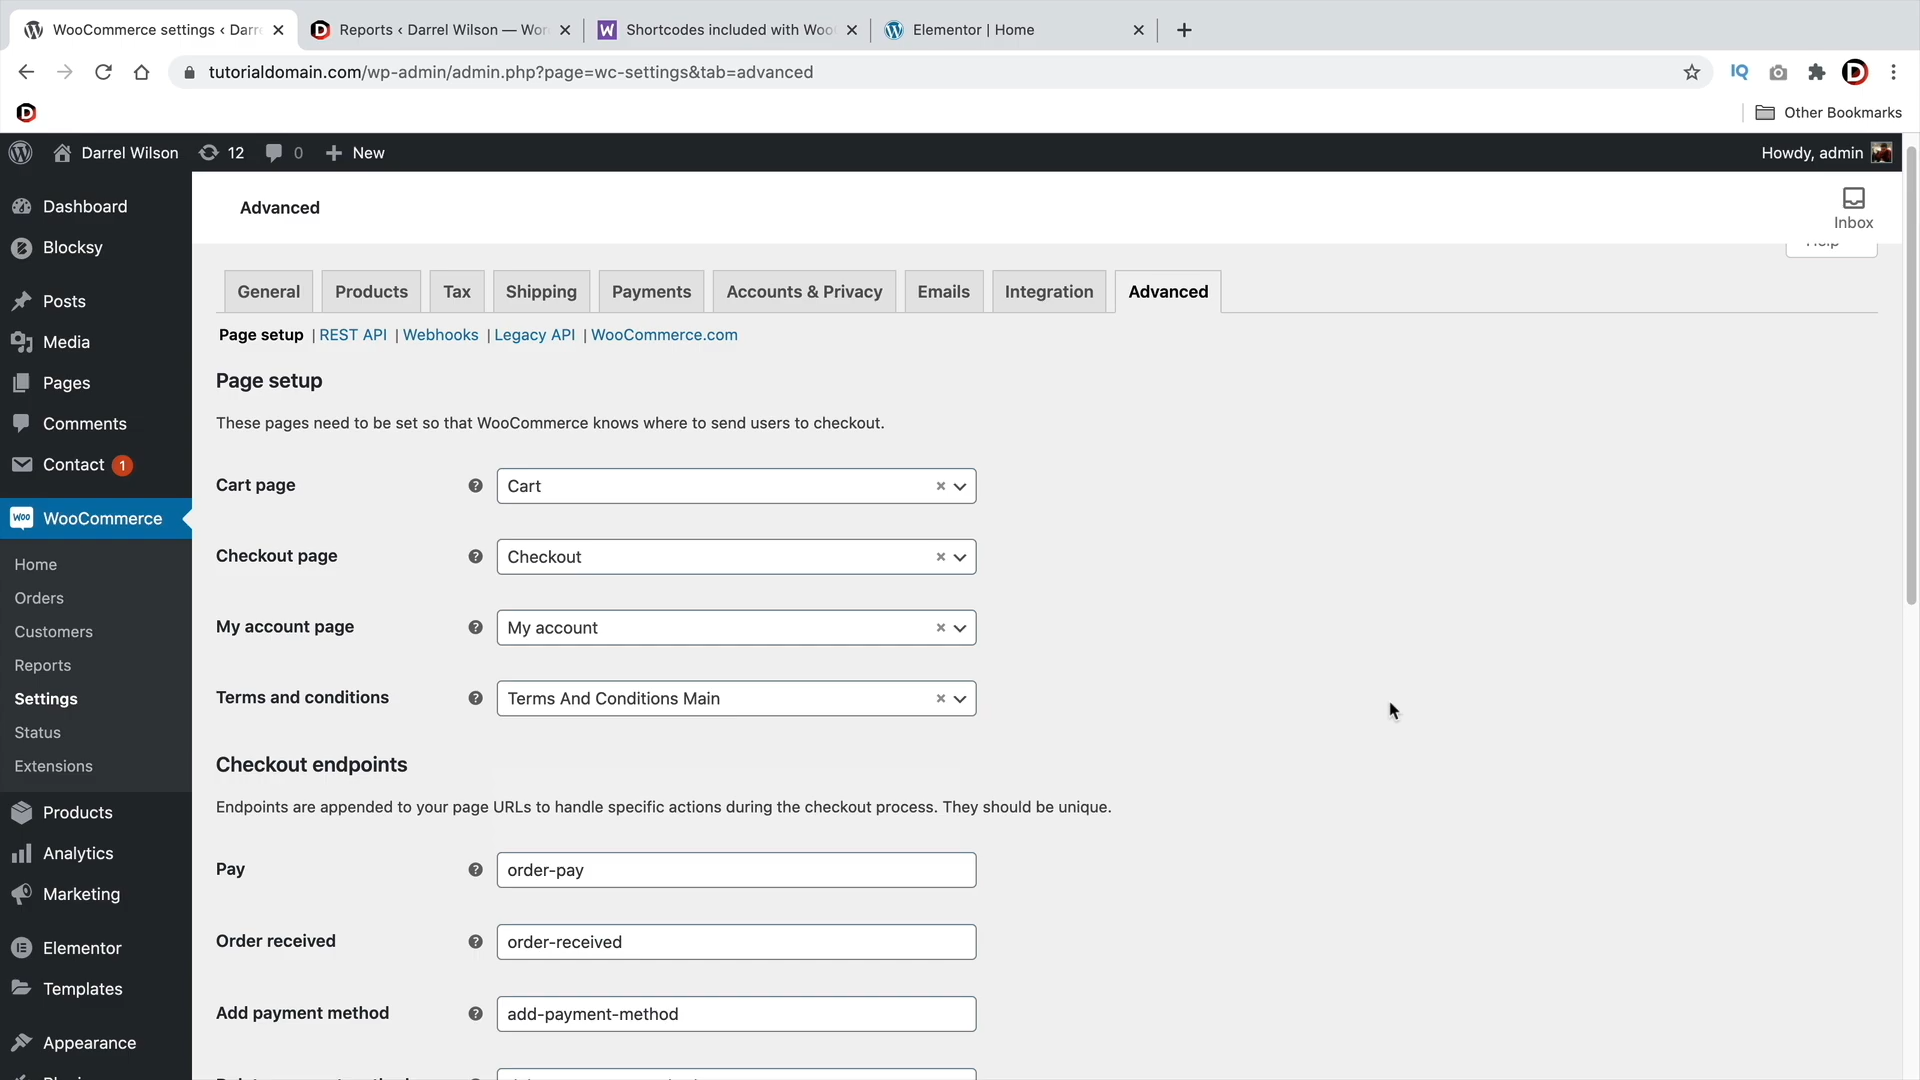 WooCommerce settings ‹ Darre
Reports ‹ Darrel Wilson — Wor
Shortcodes included with Woo
Elementor | Home
tutorialdomain.com/wp-admin/admin.php?page=wc-settings&tab=advanced
IQ
Other Bookmarks
Darrel Wilson
12
0
New
Howdy, admin
Dashboard
Blocksy
Posts
Media
Pages
Comments
Contact 1
WooCommerce
Home
Orders
Customers
Reports
Settings
Status
Extensions
Products
Analytics
Marketing
Elementor
Templates
Appearance
Advanced
Inbox
Help
General
Products
Tax
Shipping
Payments
Accounts & Privacy
Emails
Integration
Advanced
Page setup | REST API | Webhooks | Legacy API | WooCommerce.com
Page setup
These pages need to be set so that WooCommerce knows where to send users to checkout.
Cart page
Cart
Checkout page
Checkout
My account page
My account
Terms and conditions
Terms And Conditions Main
Checkout endpoints
Endpoints are appended to your page URLs to handle specific actions during the checkout process. They should be unique.
Pay
order-pay
Order received
order-received
Add payment method
add-payment-method